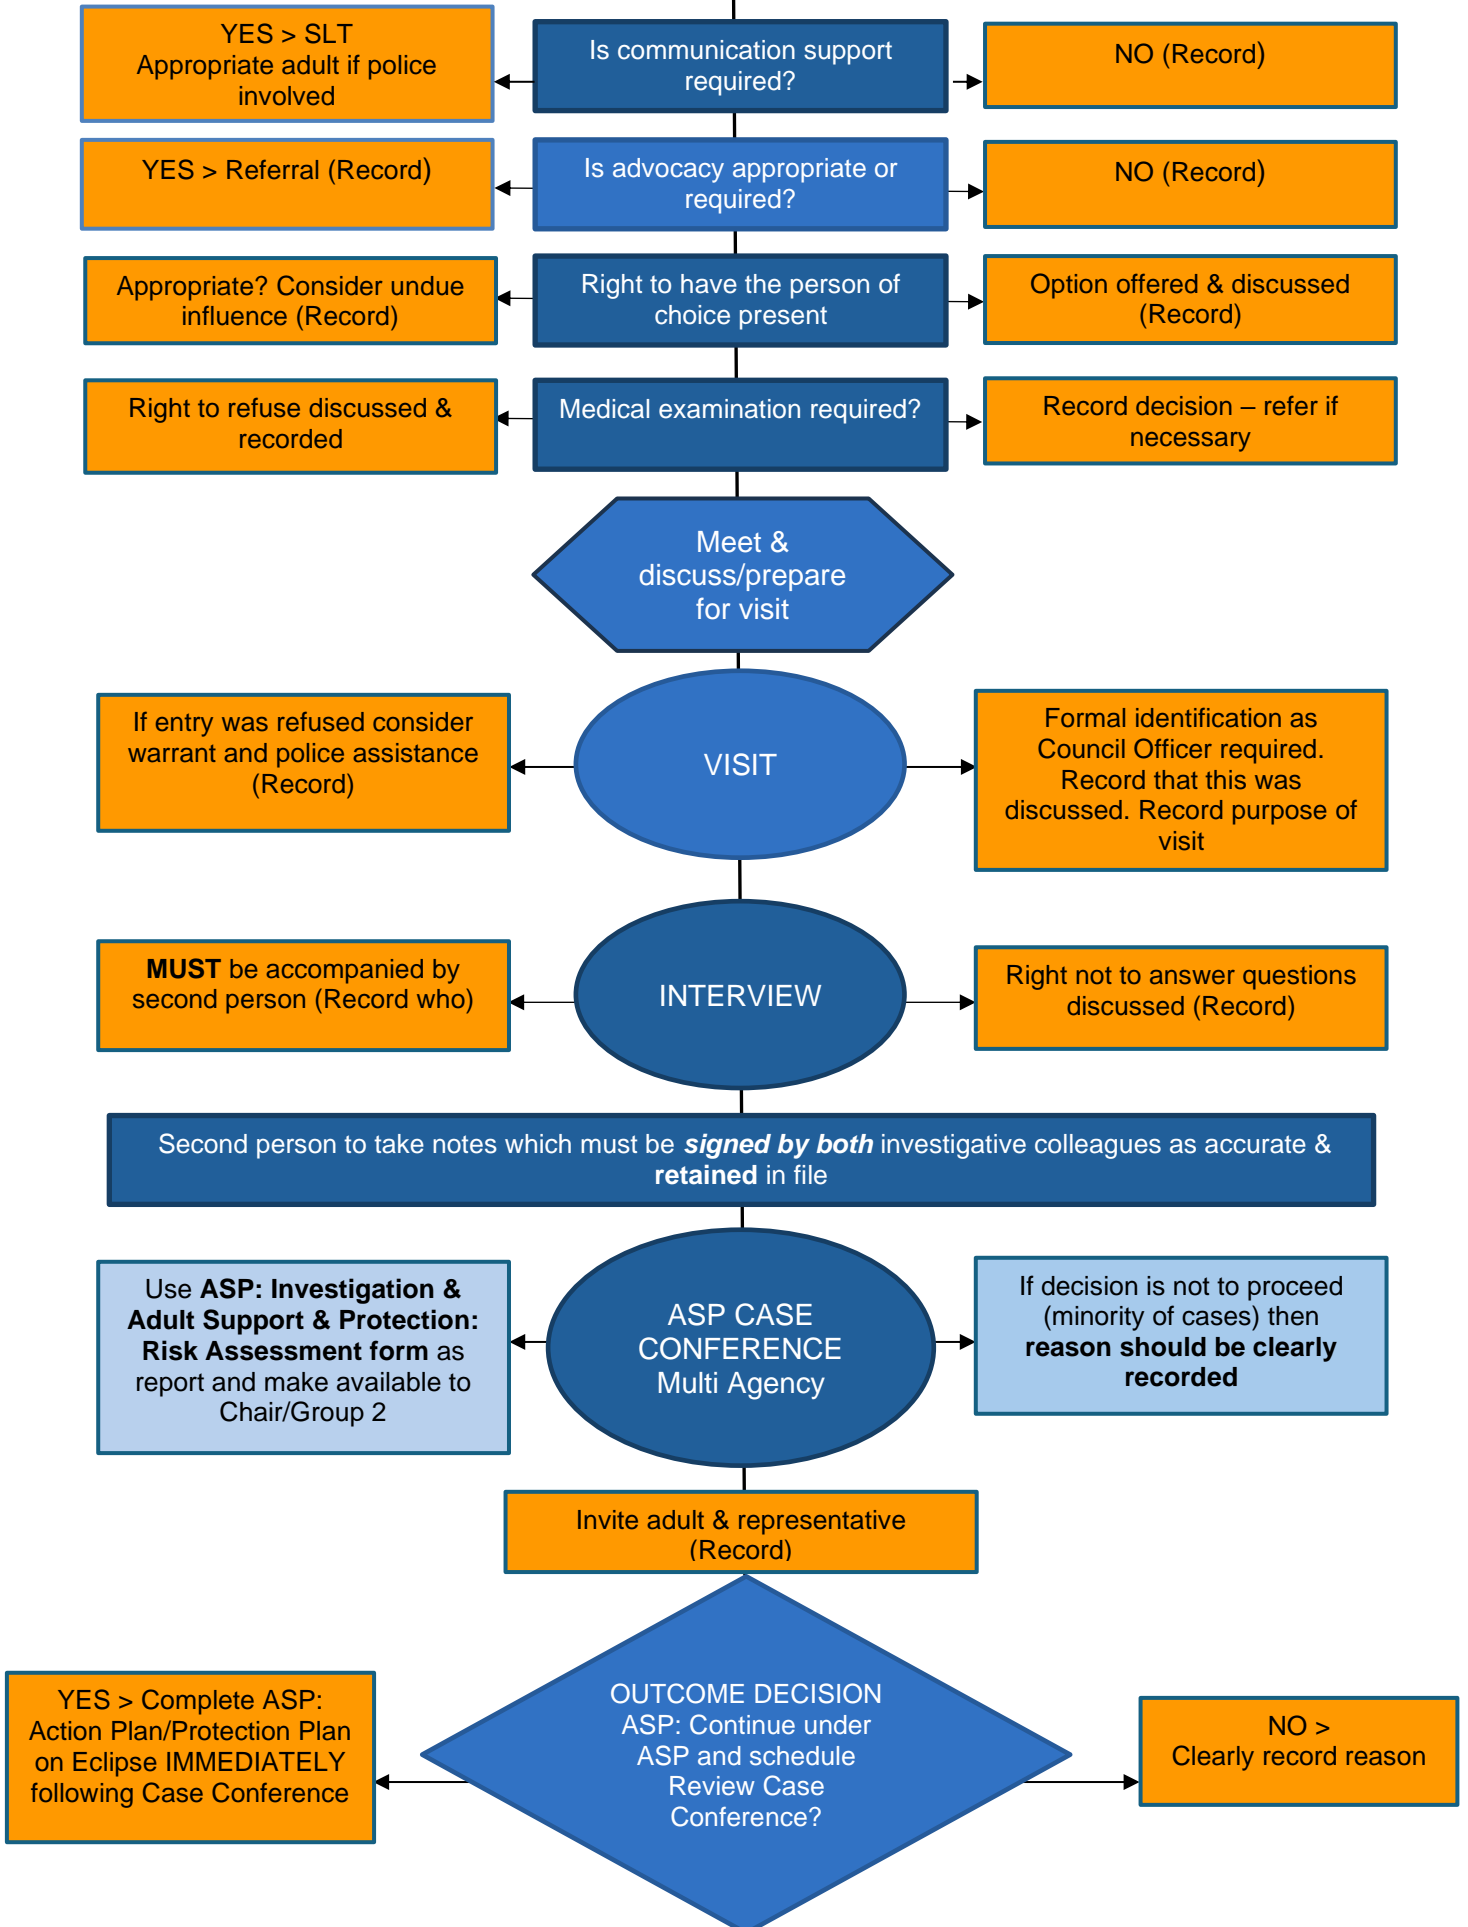 YES > SLT
Appropriate adult if police
involved
Is communication support
required?
NO (Record)
YES > Referral (Record)
Is advocacy appropriate or
required?
NO (Record)
Appropriate? Consider undue
influence (Record)
Right to have the person of
choice present
Option offered & discussed
(Record)
Right to refuse discussed &
recorded
Medical examination required?
Record decision – refer if
necessary
Meet &
discuss/prepare
for visit
If entry was refused consider
warrant and police assistance
(Record)
VISIT
Formal identification as
Council Officer required.
Record that this was
discussed. Record purpose of
visit
MUST be accompanied by
second person (Record who)
INTERVIEW
Right not to answer questions
discussed (Record)
Second person to take notes which must be signed by both investigative colleagues as accurate &
retained in file
Use ASP: Investigation &
Adult Support & Protection:
Risk Assessment form as
report and make available to
Chair/Group 2
ASP CASE
CONFERENCE
Multi Agency
If decision is not to proceed
(minority of cases) then
reason should be clearly
recorded
Invite adult & representative
(Record)
YES > Complete ASP:
Action Plan/Protection Plan
on Eclipse IMMEDIATELY
following Case Conference
OUTCOME DECISION
ASP: Continue under
ASP and schedule
Review Case
Conference?
NO >
Clearly record reason